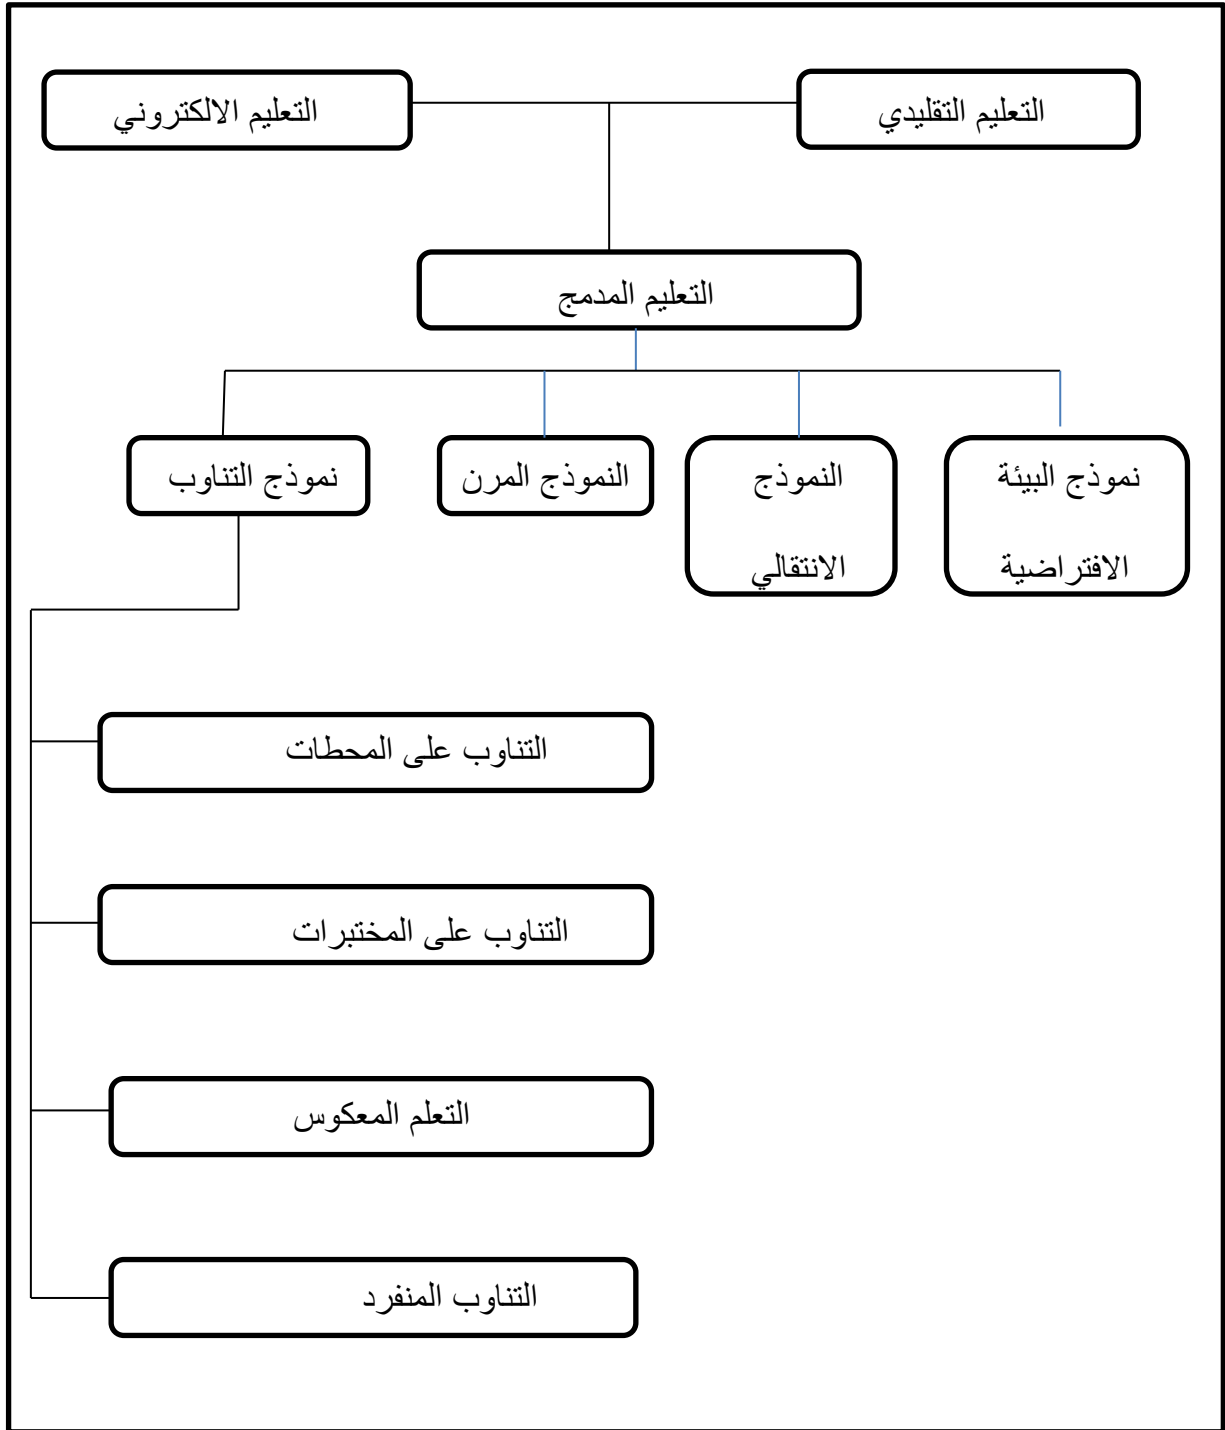 التعليم التقليدي
التعليم الالكتروني
التعليم المدمج
نموذج البيئة
الافتراضية
النموذج
الانتقالي
النموذج المرن
نموذج التناوب
التناوب على المحطات
التناوب على المختبرات
التعلم المعكوس
التناوب المنفرد